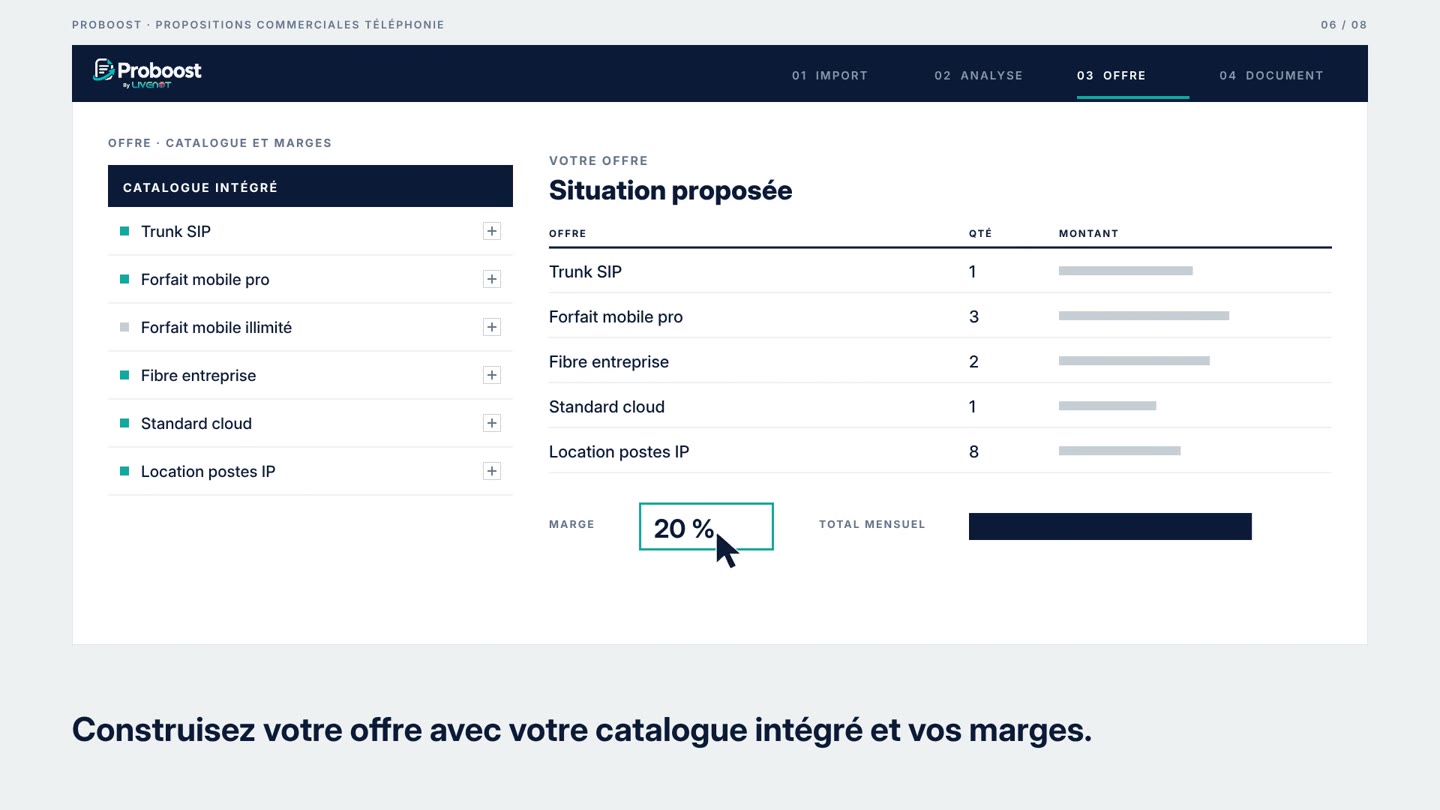 PROBOOST · PROPOSITIONS COMMERCIALES TÉLÉPHONIE
06 / 08
Proboost
By LIVENOT
01 IMPORT
02 ANALYSE
03 OFFRE
04 DOCUMENT
OFFRE · CATALOGUE ET MARGES
CATALOGUE INTÉGRÉ
Trunk SIP
Forfait mobile pro
Forfait mobile illimité
Fibre entreprise
Standard cloud
Location postes IP
VOTRE OFFRE
Situation proposée
OFFRE QTÉ MONTANT
Trunk SIP 1
Forfait mobile pro 3
Fibre entreprise 2
Standard cloud 1
Location postes IP 8
MARGE 20 % TOTAL MENSUEL
Construisez votre offre avec votre catalogue intégré et vos marges.